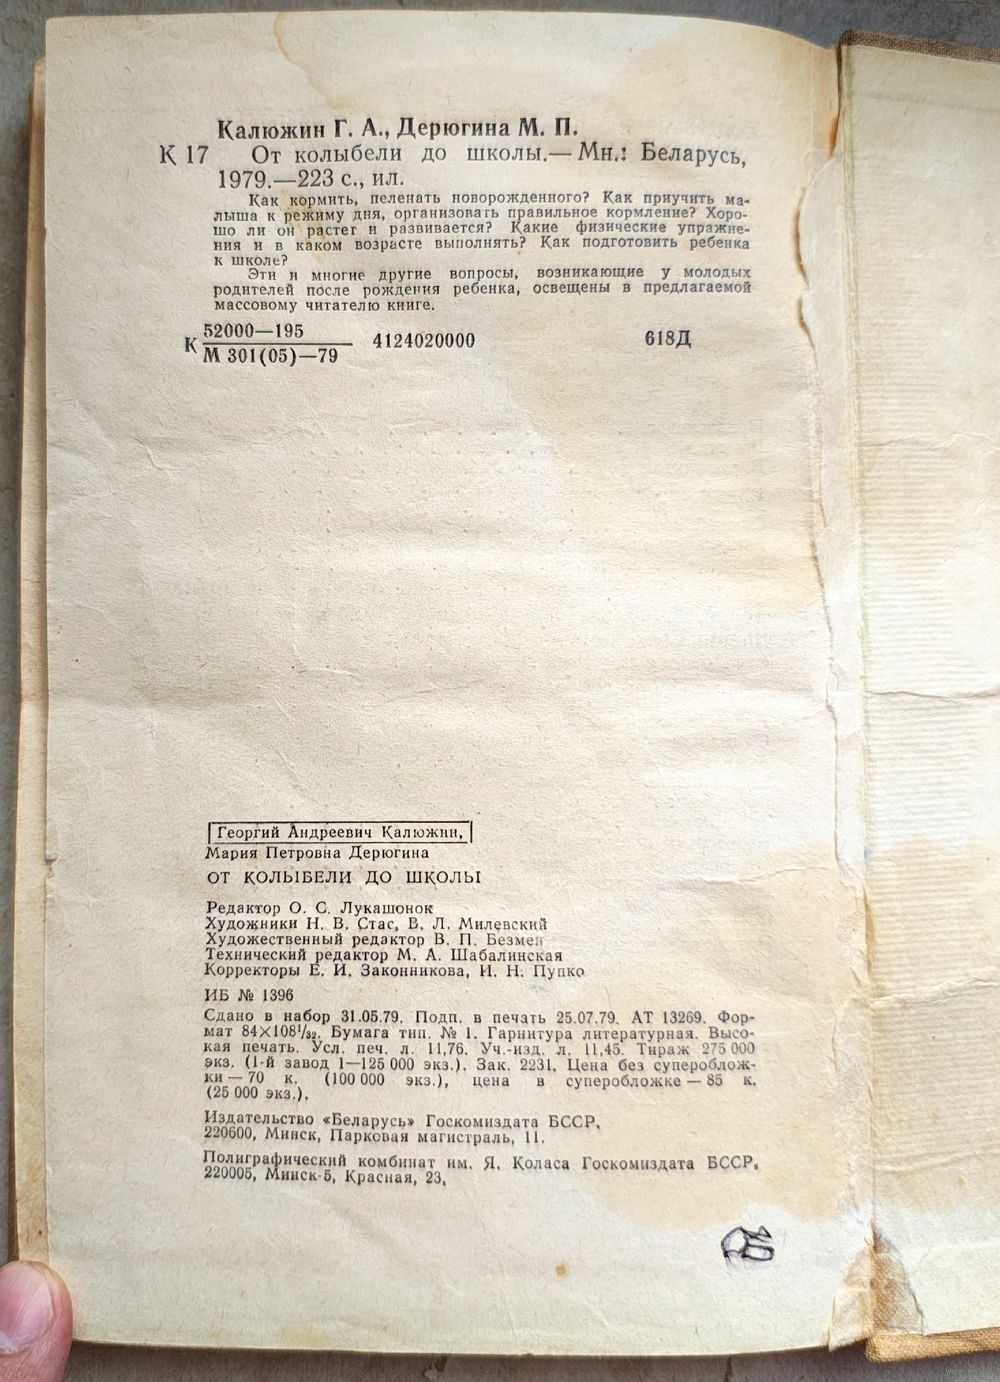 Калюжин Г. А., Дерюгина М. П.
К 17 От колыбели до школы.— Мн.: Беларусь,
1979.—223 с., ил.
Как кормить, пеленать новорожденного? Как приучить ма-
лыша к режиму дня, организовать правильное кормление? Хоро-
шо ли он растет и развивается? Какие физические упражне-
ния и в каком возрасте выполнять? Как подготовить ребенка
к школе?
Эти и многие другие вопросы, возникающие у молодых
родителей после рождения ребенка, освещены в предлагаемой
массовому читателю книге.
К 52000—195
М 301(05)—79 4124020000 618Д
Георгий Андреевич Калюжин,
Мария Петровна Дерюгина
ОТ КОЛЫБЕЛИ ДО ШКОЛЫ
Редактор О. С. Лукашонок
Художники Н. В. Стас, В. Л. Милевский
Художественный редактор В. П. Безмен
Технический редактор М. А. Шабалинская
Корректоры Е. И. Законникова, И. Н. Пупко
ИБ № 1396
Сдано в набор 31.05.79. Подп. в печать 25.07.79. АТ 13269. Фор-
мат 84×108¹/₃₂. Бумага тип. № 1. Гарнитура литературная. Высо-
кая печать. Усл. печ. л. 11,76. Уч.-изд. л. 11,45. Тираж 275 000
экз. (1-й завод 1—125 000 экз.). Зак. 2231. Цена без суперoблож-
ки — 70 к. (100 000 экз.), цена в суперобложке — 85 к.
(25 000 экз.).
Издательство «Беларусь» Госкомиздата БССР.
220600, Минск, Парковая магистраль, 11.
Полиграфический комбинат им. Я. Коласа Госкомиздата БССР,
220005, Минск-5, Красная, 23.